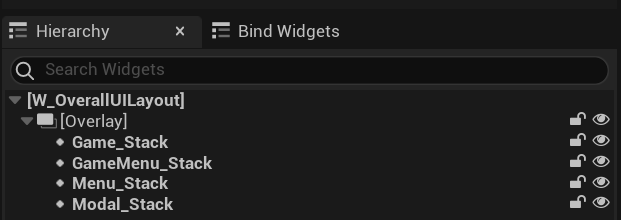 Hierarchy
Bind Widgets
Search Widgets
[W_OverallUILayout]
[Overlay]
Game_Stack
GameMenu_Stack
Menu_Stack
Modal_Stack